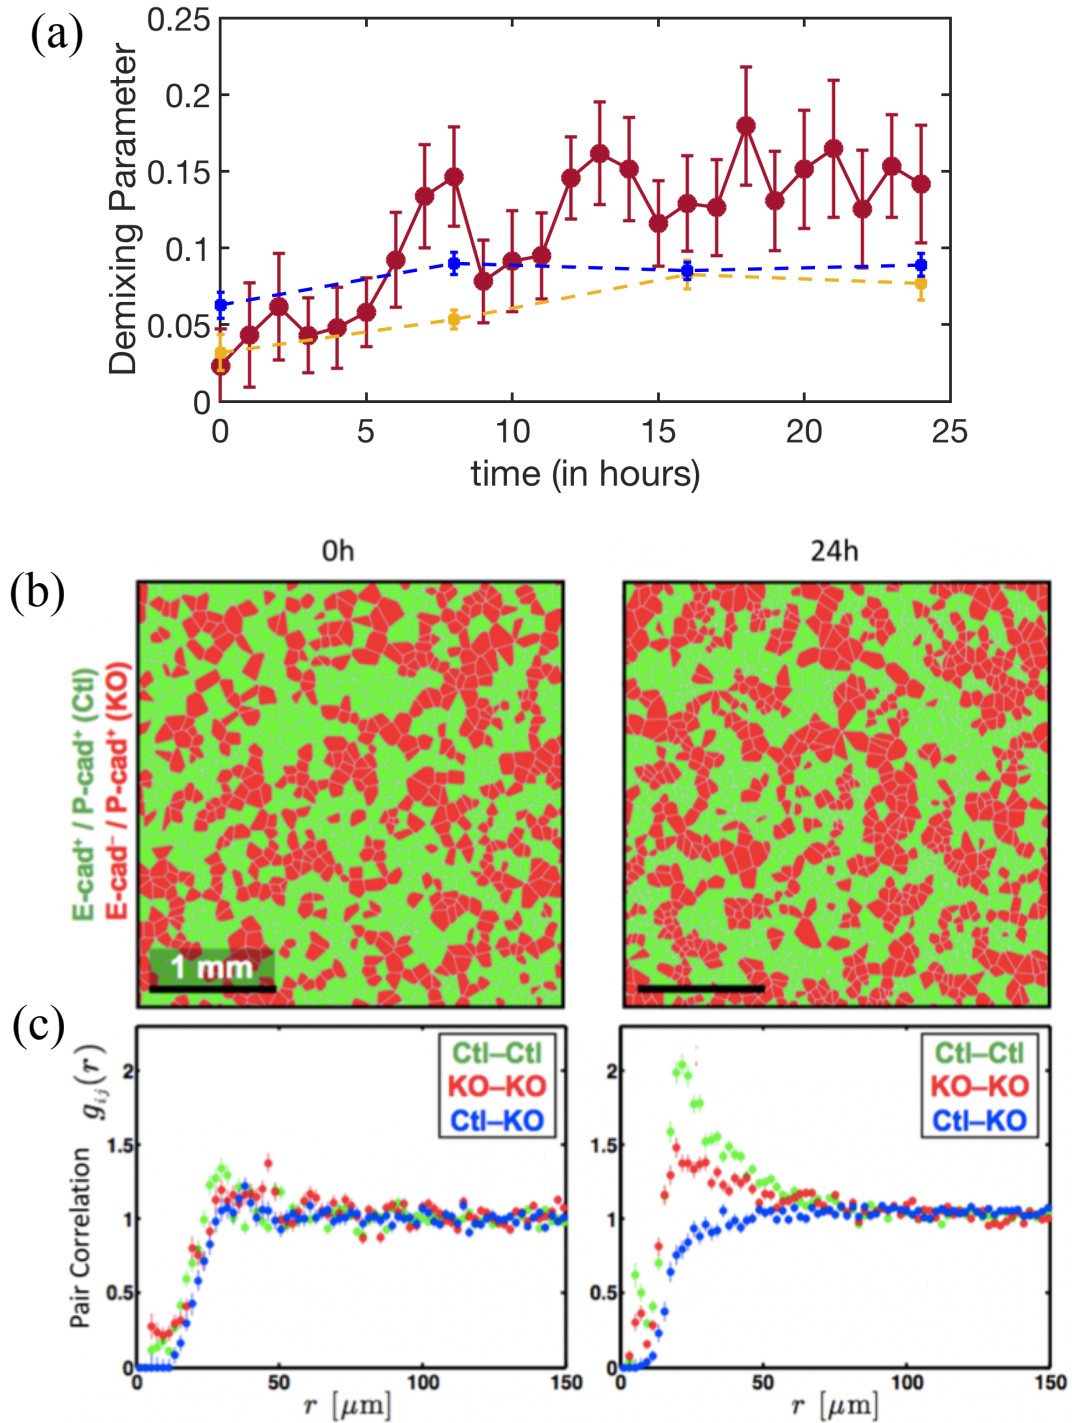 (a)
Demixing Parameter
0.25
0.2
0.15
0.1
0.05
0
0 5 10 15 20 25
time (in hours)
0h 24h
(b)
E-cad⁺ / P-cad⁺ (Ctl)
E-cad⁻ / P-cad⁺ (KO)
1 mm
(c)
Pair Correlation g_ij(r)
2
1.5
1
0.5
0
Ctl–Ctl
KO–KO
Ctl–KO
0 50 100 150
r [μm]
2
1.5
1
0.5
0
Ctl–Ctl
KO–KO
Ctl–KO
0 50 100 150
r [μm]